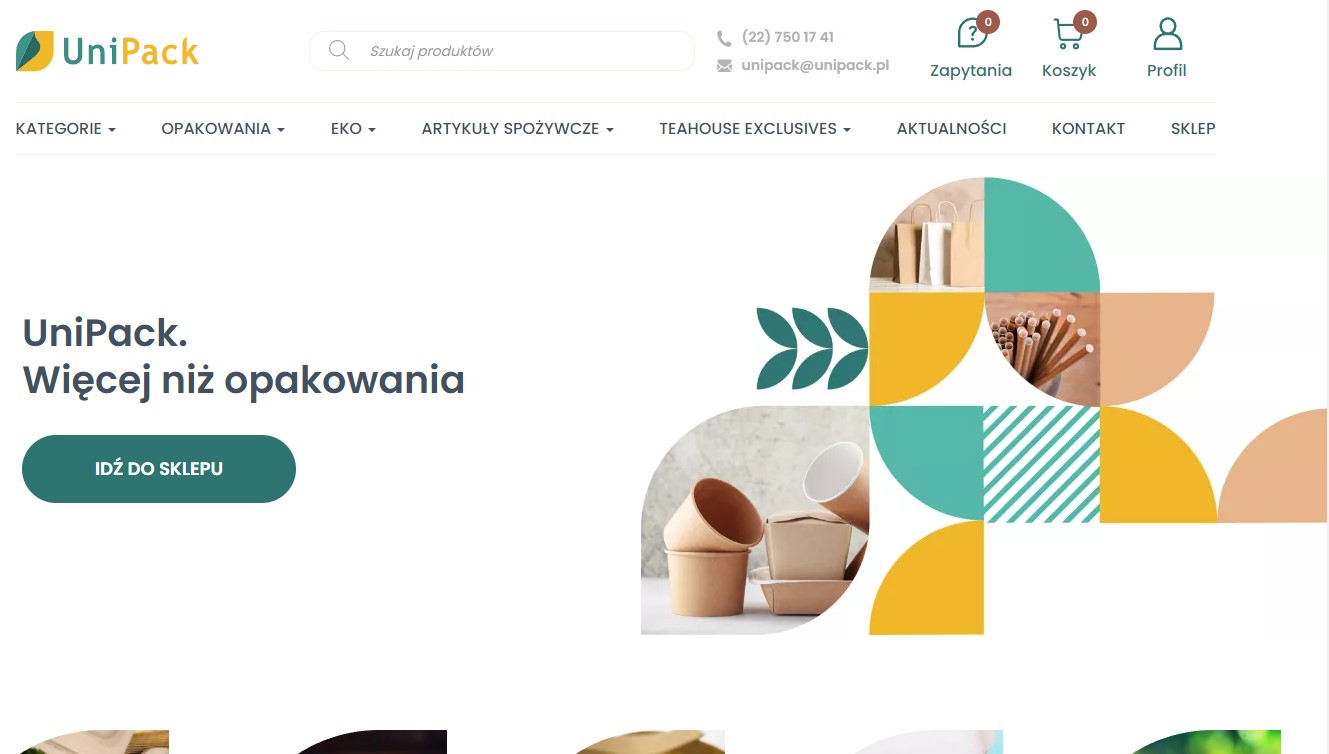 UniPack
Szukaj produktów
(22) 750 17 41
unipack@unipack.pl
0
Zapytania
0
Koszyk
Profil
KATEGORIE
OPAKOWANIA
EKO
ARTYKUŁY SPOŻYWCZE
TEAHOUSE EXCLUSIVES
AKTUALNOŚCI
KONTAKT
SKLEP
UniPack.
Więcej niż opakowania
IDŹ DO SKLEPU